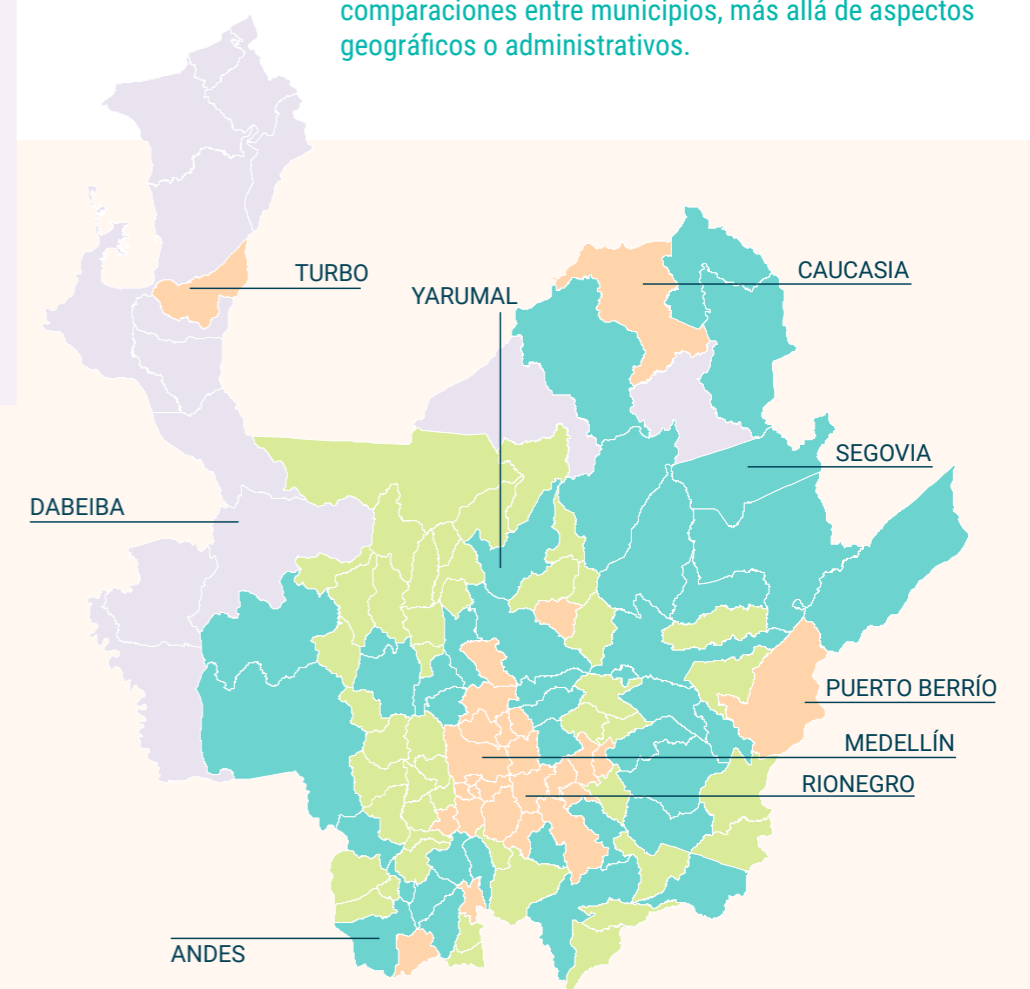 comparaciones entre municipios, más allá de aspectos
geográficos o administrativos.
TURBO
YARUMAL
CAUCASIA
SEGOVIA
DABEIBA
PUERTO BERRÍO
MEDELLÍN
RIONEGRO
ANDES